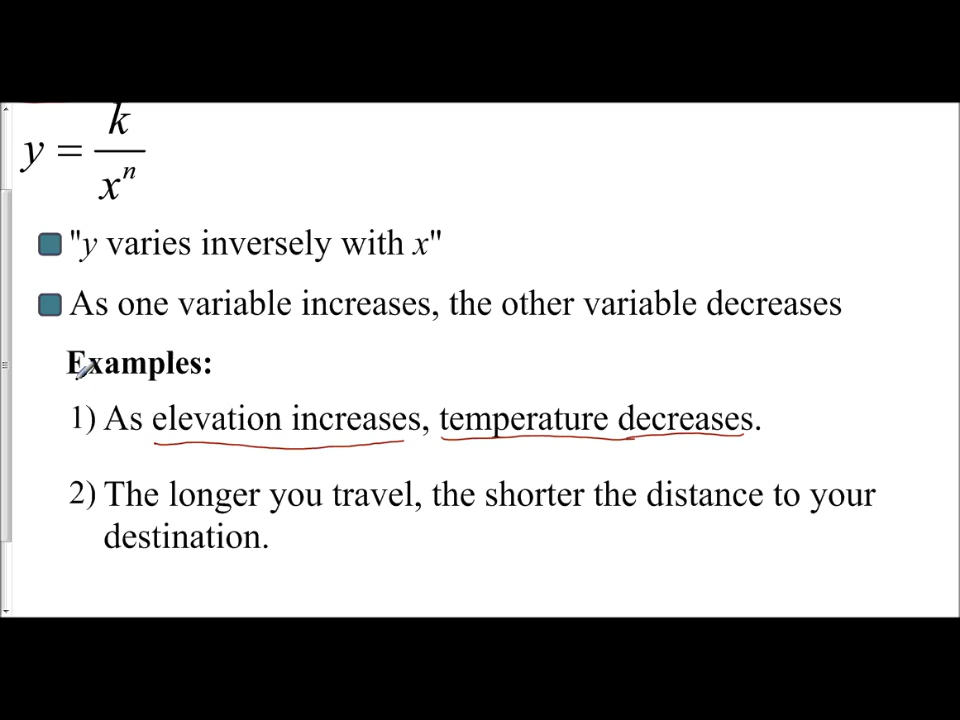 y = k/xⁿ
"y varies inversely with x"
As one variable increases, the other variable decreases
Examples:
1) As elevation increases, temperature decreases.
2) The longer you travel, the shorter the distance to your
destination.